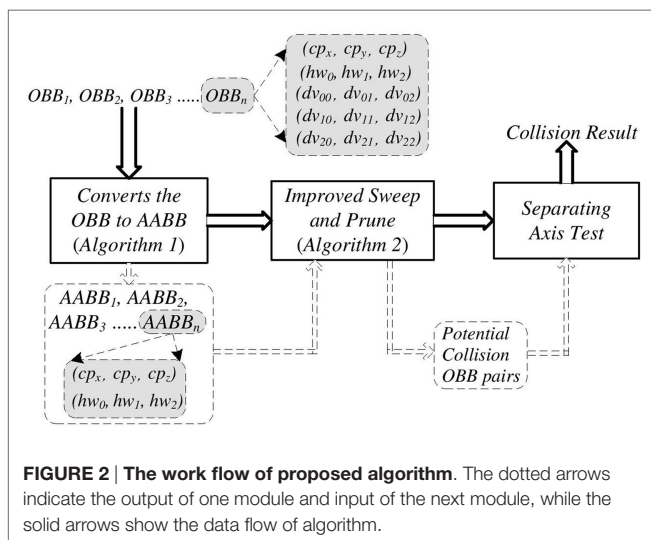 (cpₓ, cpᵧ, cp_z)
(hw₀, hw₁, hw₂)
OBB₁, OBB₂, OBB₃ ..... OBBₙ
(dv₀₀, dv₀₁, dv₀₂)
(dv₁₀, dv₁₁, dv₁₂)
(dv₂₀, dv₂₁, dv₂₂)
Collision Result
Converts the
OBB to AABB
(Algorithm 1)
Improved Sweep
and Prune
(Algorithm 2)
Separating
Axis Test
AABB₁, AABB₂,
AABB₃ ..... AABBₙ
(cpₓ, cpᵧ, cp_z)
(hw₀, hw₁, hw₂)
Potential
Collision
OBB pairs
FIGURE 2 | The work flow of proposed algorithm. The dotted arrows
indicate the output of one module and input of the next module, while the
solid arrows show the data flow of algorithm.